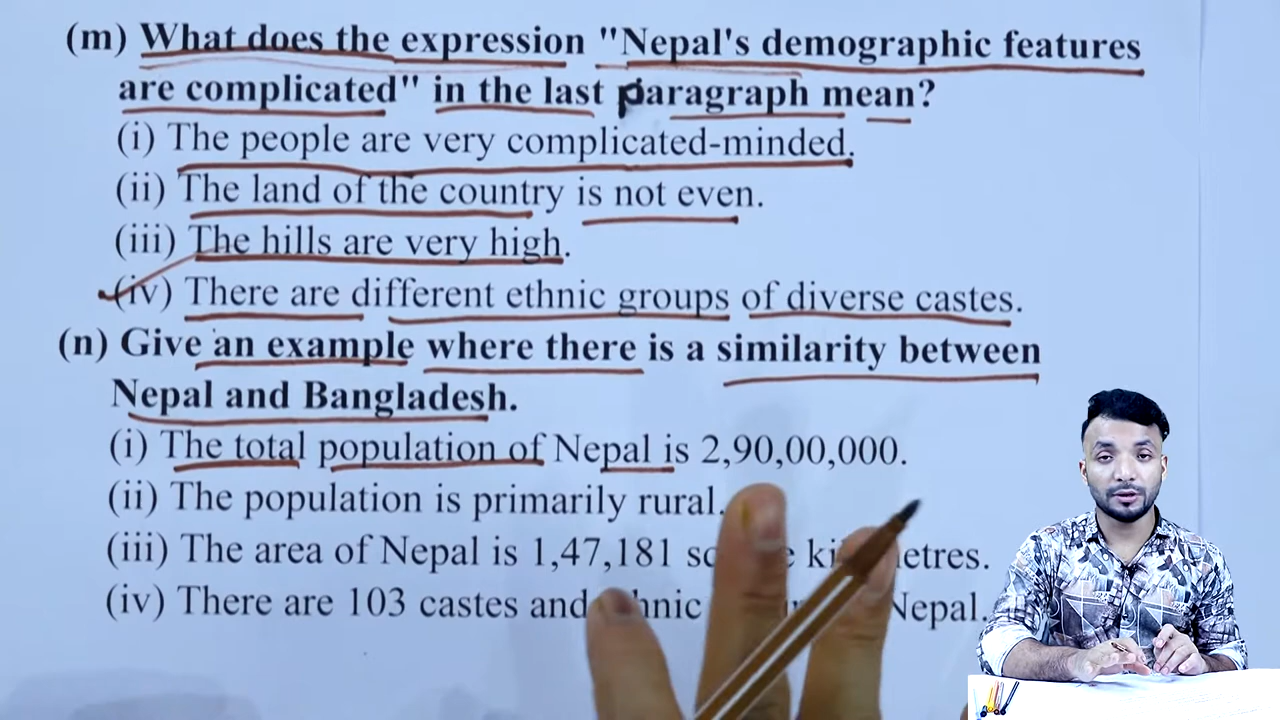 (m) What does the expression "Nepal's demographic features
are complicated" in the last paragraph mean?
(i) The people are very complicated-minded.
(ii) The land of the country is not even.
(iii) The hills are very high.
(iv) There are different ethnic groups of diverse castes.
(n) Give an example where there is a similarity between
Nepal and Bangladesh.
(i) The total population of Nepal is 2,90,00,000.
(ii) The population is primarily rural.
(iii) The area of Nepal is 1,47,181
(iv) There are 103 castes and Nepal.